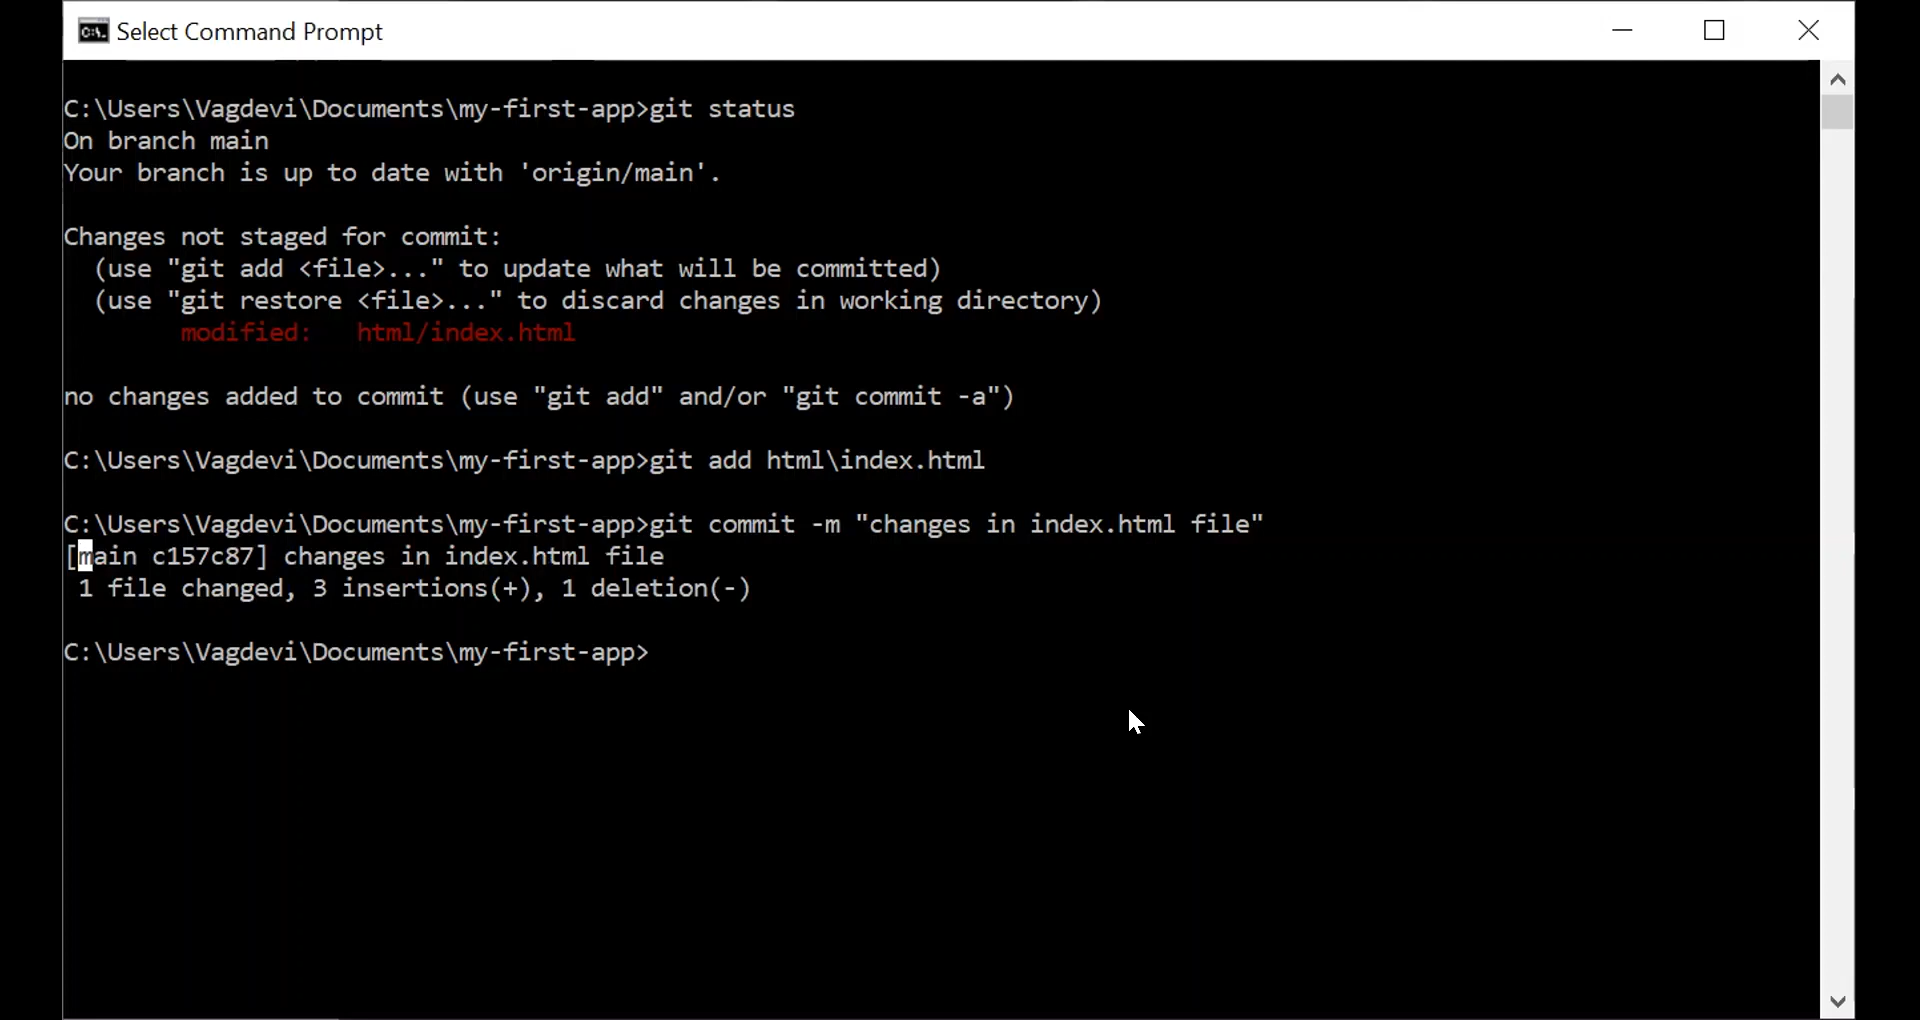 Select Command Prompt
C:\Users\Vagdevi\Documents\my-first-app>git status
On branch main
Your branch is up to date with 'origin/main'.
Changes not staged for commit:
  (use "git add <file>..." to update what will be committed)
  (use "git restore <file>..." to discard changes in working directory)
        modified:   html/index.html
no changes added to commit (use "git add" and/or "git commit -a")
C:\Users\Vagdevi\Documents\my-first-app>git add html\index.html
C:\Users\Vagdevi\Documents\my-first-app>git commit -m "changes in index.html file"
[main c157c87] changes in index.html file
 1 file changed, 3 insertions(+), 1 deletion(-)
C:\Users\Vagdevi\Documents\my-first-app>